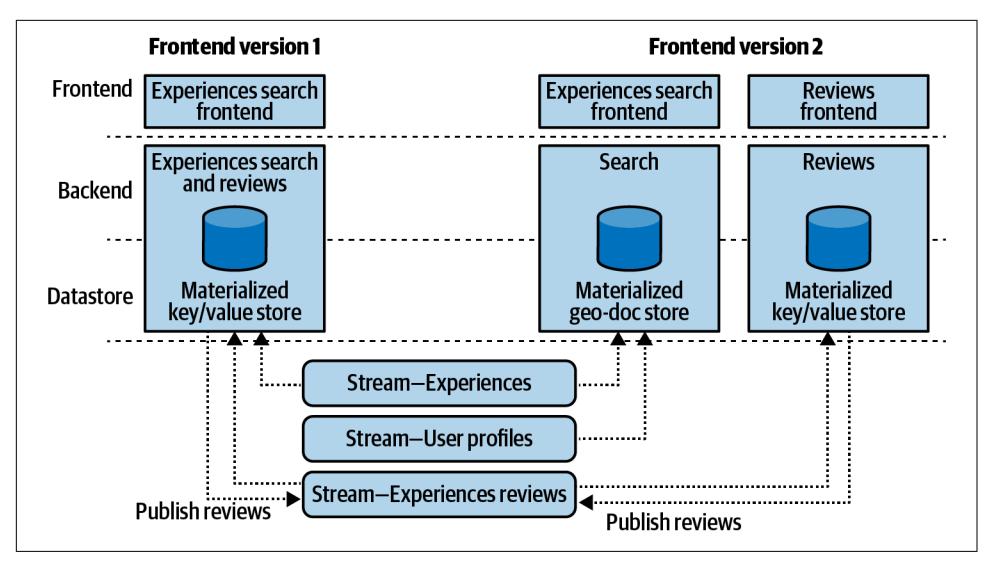 Frontend version 1
Frontend version 2
Frontend
Experiences search
frontend
Experiences search
frontend
Reviews
frontend
Backend
Experiences search
and reviews
Search
Reviews
Datastore
Materialized
key/value store
Materialized
geo-doc store
Materialized
key/value store
Stream—Experiences
Stream—User profiles
Stream—Experiences reviews
Publish reviews
Publish reviews